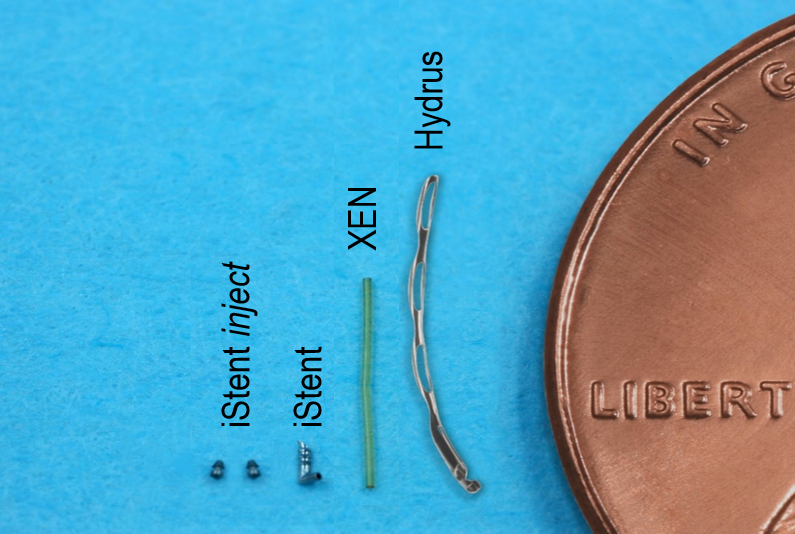 iStent inject
iStent
XEN
Hydrus
IN G
LIBERT